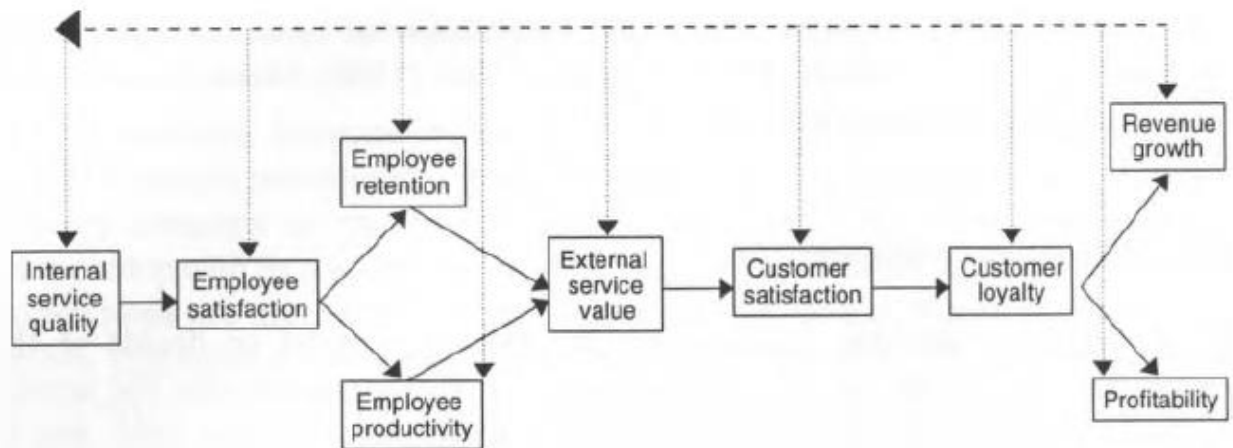 Internal
service
quality
Employee
satisfaction
Employee
retention
Employee
productivity
External
service
value
Customer
satisfaction
Customer
loyalty
Revenue
growth
Profitability